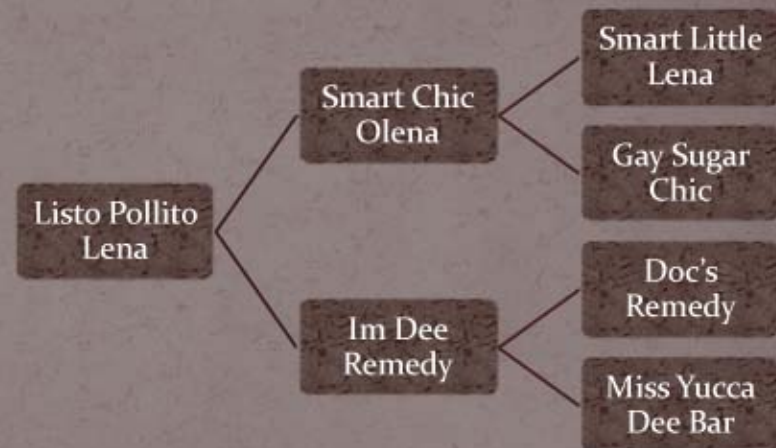 Listo Pollito
Lena
Smart Chic
Olena
Im Dee
Remedy
Smart Little
Lena
Gay Sugar
Chic
Doc's
Remedy
Miss Yucca
Dee Bar